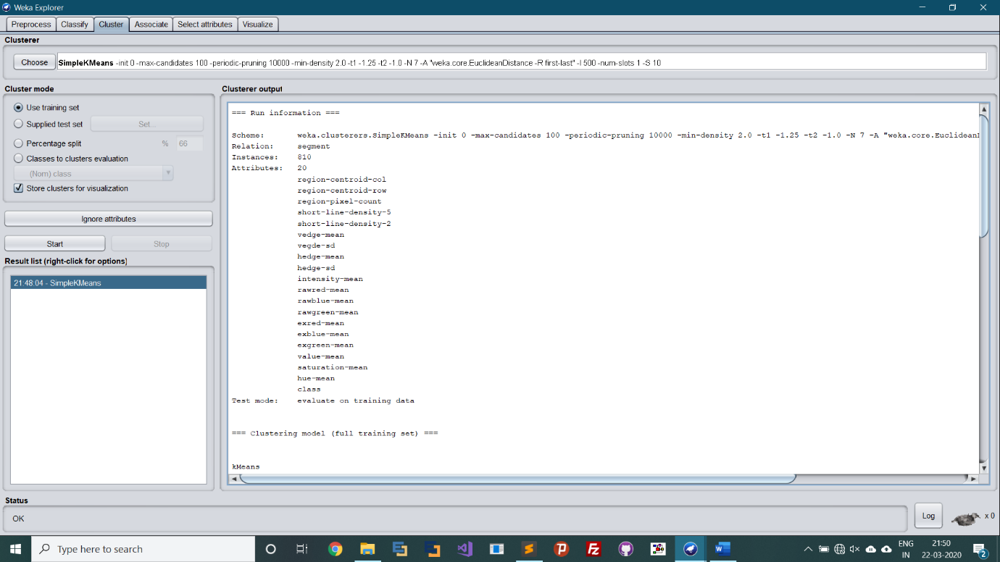 Weka Explorer
Preprocess Classify Cluster Associate Select attributes Visualize
Clusterer
Choose SimpleKMeans -init 0 -max-candidates 100 -periodic-pruning 10000 -min-density 2.0 -t1 -1.25 -t2 -1.0 -N 7 -A "weka.core.EuclideanDistance -R first-last" -I 500 -num-slots 1 -S 10
Cluster mode
Use training set
Supplied test set Set...
Percentage split % 66
Classes to clusters evaluation
(Nom) class
Store clusters for visualization
Ignore attributes
Start Stop
Result list (right-click for options)
21:48:04 - SimpleKMeans
Clusterer output
=== Run information ===
Scheme: weka.clusterers.SimpleKMeans -init 0 -max-candidates 100 -periodic-pruning 10000 -min-density 2.0 -t1 -1.25 -t2 -1.0 -N 7 -A "weka.core.Euclidean
Relation: segment
Instances: 810
Attributes: 20
region-centroid-col
region-centroid-row
region-pixel-count
short-line-density-5
short-line-density-2
vedge-mean
vegde-sd
hedge-mean
hedge-sd
intensity-mean
rawred-mean
rawblue-mean
rawgreen-mean
exred-mean
exblue-mean
exgreen-mean
value-mean
saturation-mean
hue-mean
class
Test mode: evaluate on training data
=== Clustering model (full training set) ===
kMeans
Status
OK
Log x 0
Type here to search
ENG
IN
21:50
22-03-2020
2